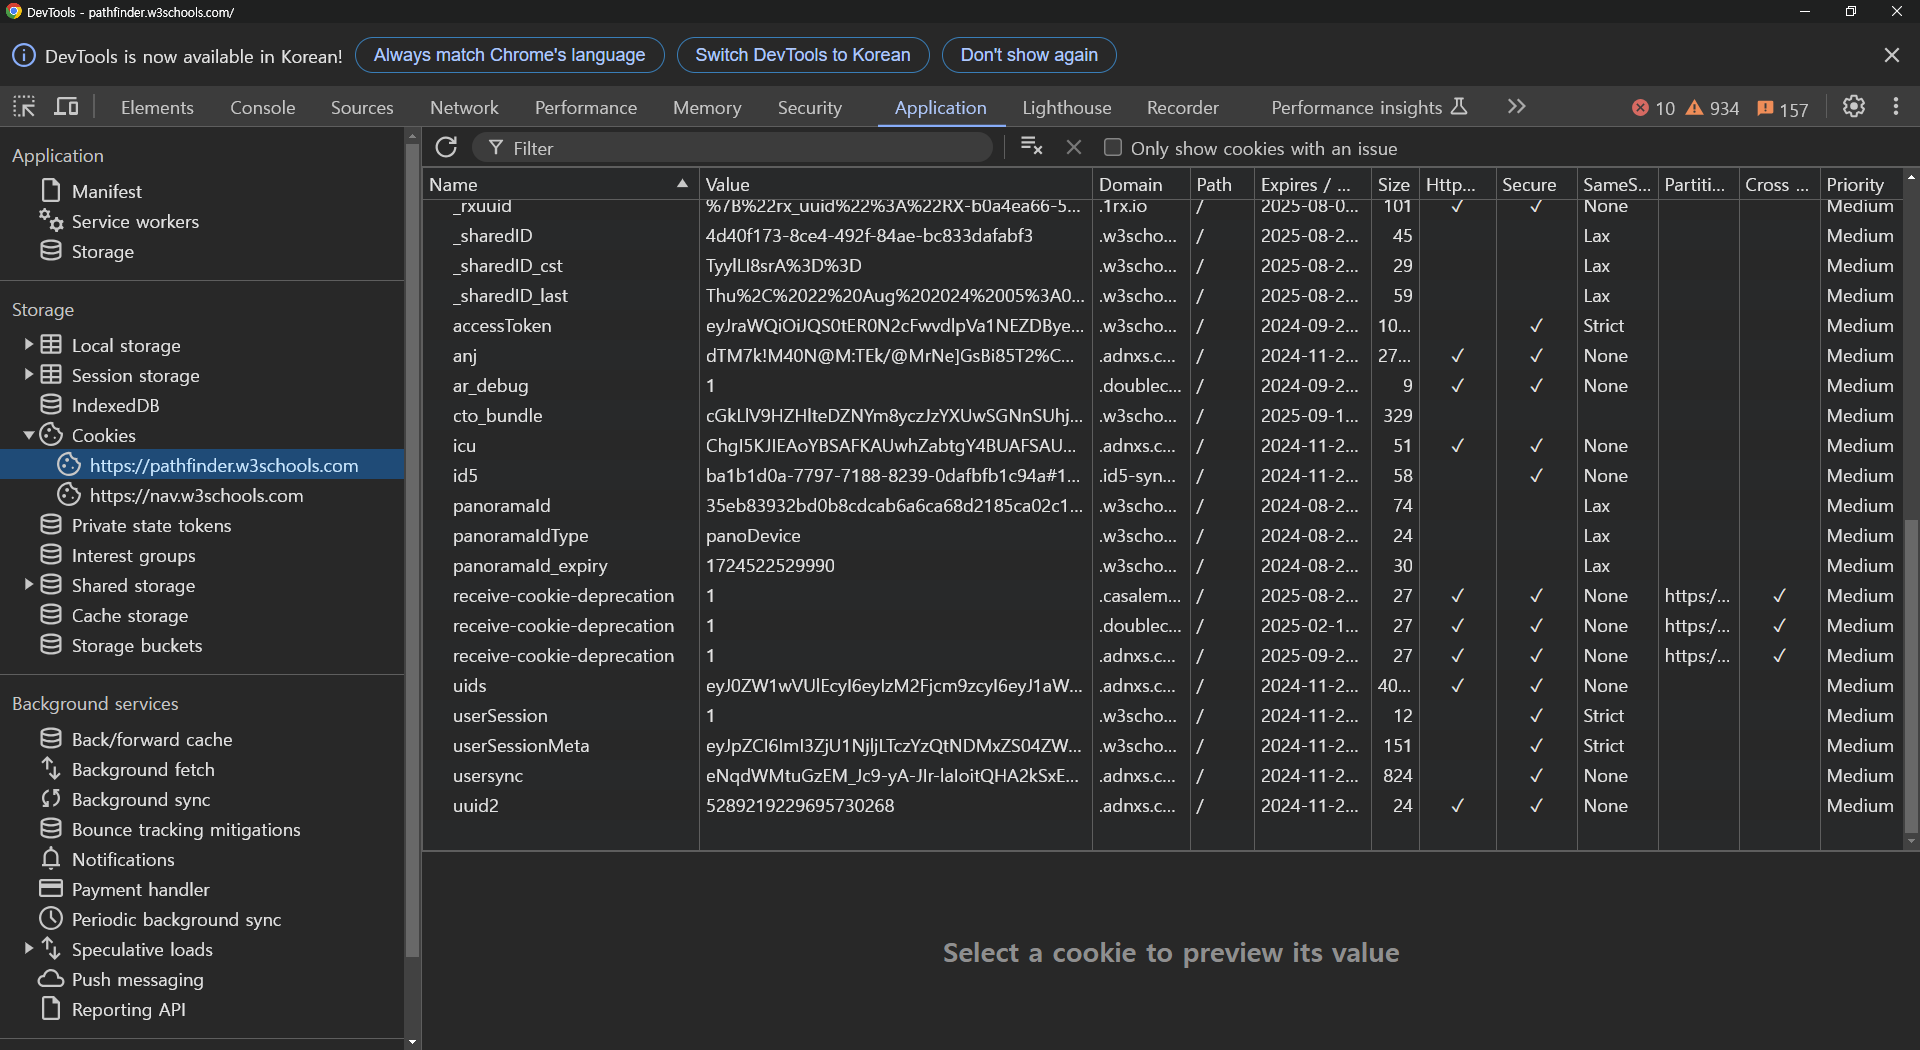 DevTools - pathfinder.w3schools.com/
DevTools is now available in Korean! Always match Chrome's language Switch DevTools to Korean Don't show again
Elements Console Sources Network Performance Memory Security Application Lighthouse Recorder Performance insights 10 934 157
Application
Manifest
Service workers
Storage
Storage
Local storage
Session storage
IndexedDB
Cookies
https://pathfinder.w3schools.com
https://nav.w3schools.com
Private state tokens
Interest groups
Shared storage
Cache storage
Storage buckets
Background services
Back/forward cache
Background fetch
Background sync
Bounce tracking mitigations
Notifications
Payment handler
Periodic background sync
Speculative loads
Push messaging
Reporting API
Filter Only show cookies with an issue
Name Value Domain Path Expires / ... Size Http... Secure SameS... Partiti... Cross ... Priority
_rxuuid %7B%22rx_uuid%22%3A%22RX-b0a4ea66-5... .1rx.io / 2025-08-0... 101 ✓ ✓ None Medium
_sharedID 4d40f173-8ce4-492f-84ae-bc833dafabf3 .w3scho... / 2025-08-2... 45 Lax Medium
_sharedID_cst TyylLI8srA%3D%3D .w3scho... / 2025-08-2... 29 Lax Medium
_sharedID_last Thu%2C%2022%20Aug%202024%2005%3A0... .w3scho... / 2025-08-2... 59 Lax Medium
accessToken eyJraWQiOiJQS0tER0N2cFwvdlpVa1NEZDBye... .w3scho... / 2024-09-2... 10... ✓ Strict Medium
anj dTM7k!M40N@M:TEk/@MrNe]GsBi85T2%C... .adnxs.c... / 2024-11-2... 27... ✓ ✓ None Medium
ar_debug 1 .doublec... / 2024-09-2... 9 ✓ ✓ None Medium
cto_bundle cGkLlV9HZHlteDZNYm8yczJzYXUwSGNnSUhj... .w3scho... / 2025-09-1... 329 Medium
icu ChgI5KJIEAoYBSAFKAUwhZabtgY4BUAFSAU... .adnxs.c... / 2024-11-2... 51 ✓ ✓ None Medium
id5 ba1b1d0a-7797-7188-8239-0dafbfb1c94a#1... .id5-syn... / 2024-11-2... 58 ✓ None Medium
panoramaId 35eb83932bd0b8cdcab6a6ca68d2185ca02c1... .w3scho... / 2024-08-2... 74 Lax Medium
panoramaIdType panoDevice .w3scho... / 2024-08-2... 24 Lax Medium
panoramaId_expiry 1724522529990 .w3scho... / 2024-08-2... 30 Lax Medium
receive-cookie-deprecation 1 .casalem... / 2025-08-2... 27 ✓ ✓ None https:/... ✓ Medium
receive-cookie-deprecation 1 .doublec... / 2025-02-1... 27 ✓ ✓ None https:/... ✓ Medium
receive-cookie-deprecation 1 .adnxs.c... / 2025-09-2... 27 ✓ ✓ None https:/... ✓ Medium
uids eyJ0ZW1wVUlEcyI6eyIzM2Fjcm9zcyI6eyJ1aW... .adnxs.c... / 2024-11-2... 40... ✓ ✓ None Medium
userSession 1 .w3scho... / 2024-11-2... 12 ✓ Strict Medium
userSessionMeta eyJpZCI6ImI3ZjU1NjljLTczYzQtNDMxZS04ZW... .w3scho... / 2024-11-2... 151 ✓ Strict Medium
usersync eNqdWMtuGzEM_Jc9-yA-JIr-laIoitQHA2kSxE... .adnxs.c... / 2024-11-2... 824 ✓ None Medium
uuid2 5289219229695730268 .adnxs.c... / 2024-11-2... 24 ✓ ✓ None Medium
Select a cookie to preview its value